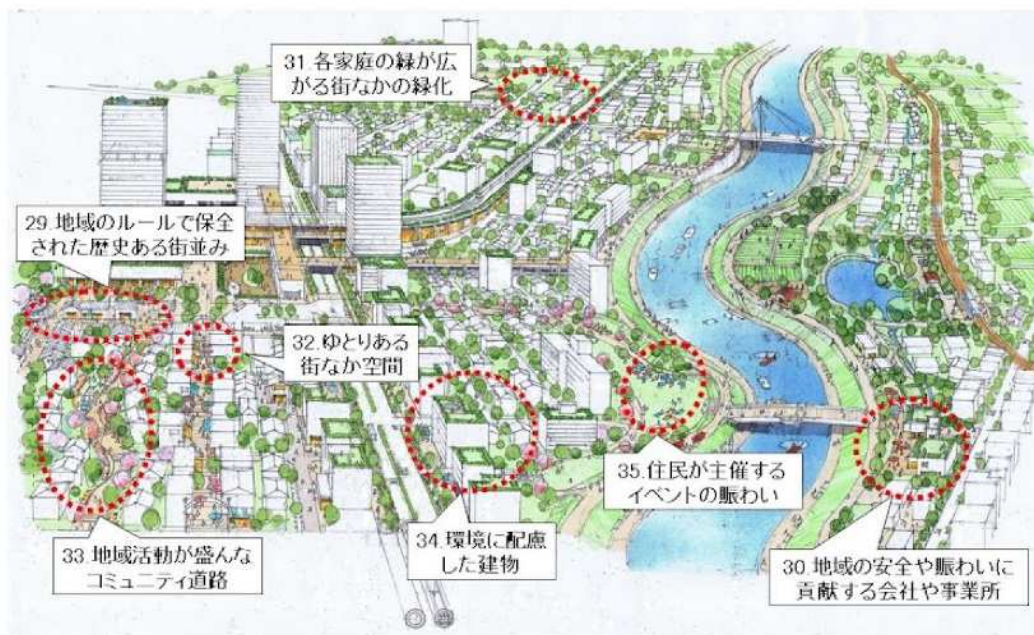 31.各家庭の緑が広
がる街なかの緑化
29.地域のルールで保全
された歴史ある街並み
32.ゆとりある
街なか空間
35.住民が主催する
イベントの賑わい
33.地域活動が盛んな
コミュニティ道路
34.環境に配慮
した建物
30.地域の安全や賑わいに
貢献する会社や事業所